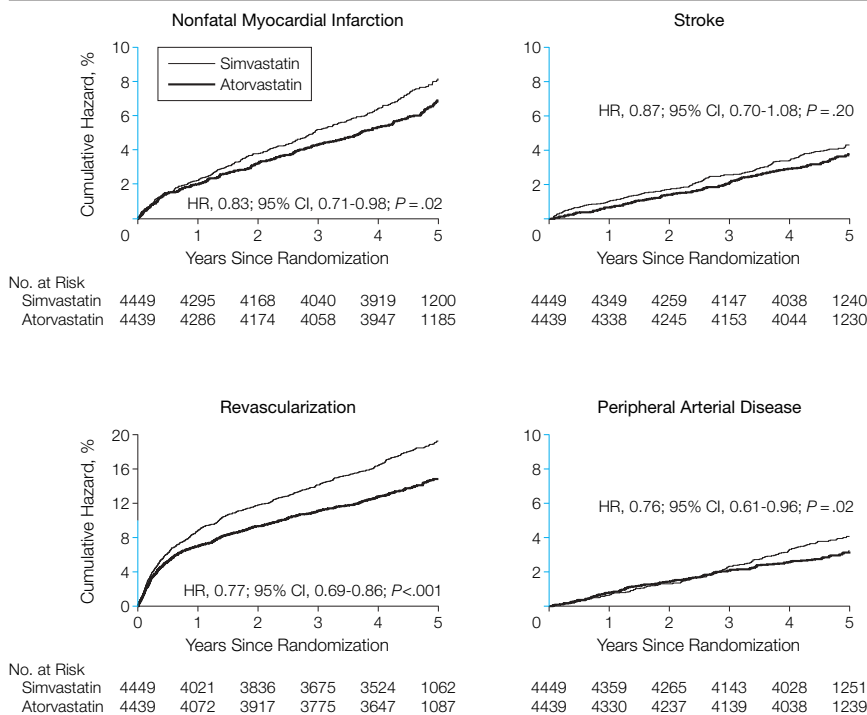 Nonfatal Myocardial Infarction
Cumulative Hazard, %
10
8
6
4
2
0
Simvastatin
Atorvastatin
HR, 0.83; 95% CI, 0.71-0.98; P = .02
1 2 3 4 5
Years Since Randomization
No. at Risk
Simvastatin 4449 4295 4168 4040 3919 1200
Atorvastatin 4439 4286 4174 4058 3947 1185
Stroke
10
8
6
4
2
0
HR, 0.87; 95% CI, 0.70-1.08; P = .20
1 2 3 4 5
Years Since Randomization
4449 4349 4259 4147 4038 1240
4439 4338 4245 4153 4044 1230
Revascularization
Cumulative Hazard, %
20
16
12
8
4
0
HR, 0.77; 95% CI, 0.69-0.86; P<.001
0 1 2 3 4 5
Years Since Randomization
No. at Risk
Simvastatin 4449 4021 3836 3675 3524 1062
Atorvastatin 4439 4072 3917 3775 3647 1087
Peripheral Arterial Disease
10
8
6
4
2
0
HR, 0.76; 95% CI, 0.61-0.96; P = .02
1 2 3 4 5
Years Since Randomization
4449 4359 4265 4143 4028 1251
4439 4330 4237 4139 4038 1239